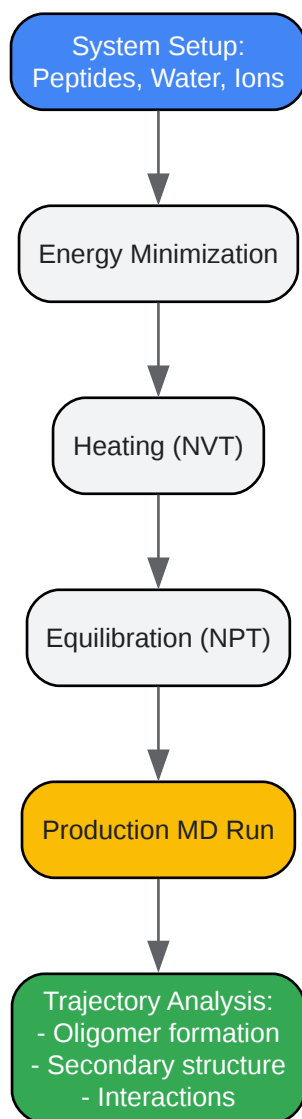 System Setup:
Peptides, Water, Ions
Energy Minimization
Heating (NVT)
Equilibration (NPT)
Production MD Run
Trajectory Analysis:
- Oligomer formation
- Secondary structure
- Interactions